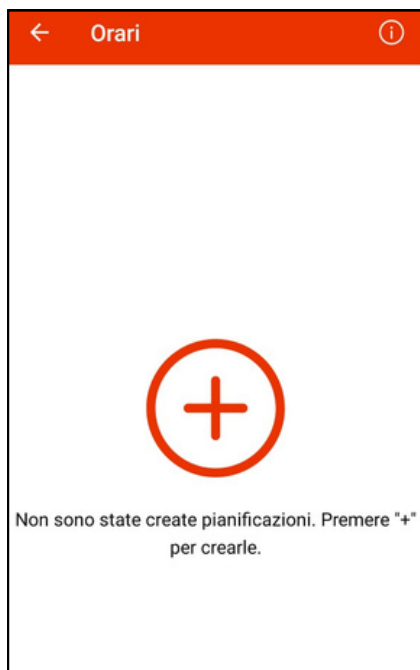 Orari
Non sono state create pianificazioni. Premere "+"
per crearle.